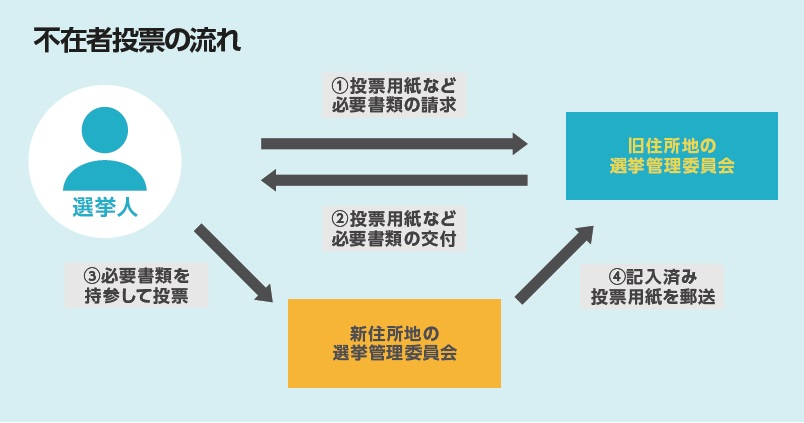 不在者投票の流れ
①投票用紙など
必要書類の請求
旧住所地の
選挙管理委員会
選挙人
②投票用紙など
必要書類の交付
③必要書類を
持参して投票
④記入済み
投票用紙を郵送
新住所地の
選挙管理委員会